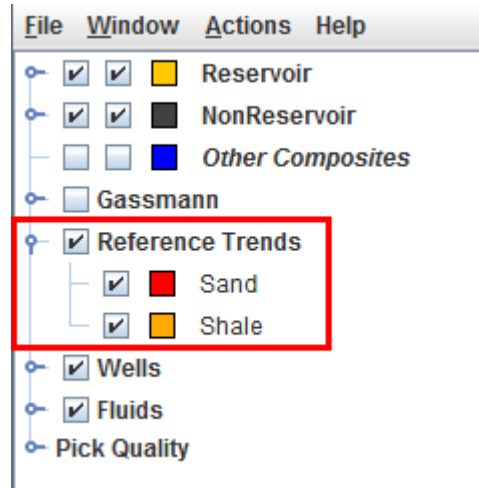 File Window Actions Help
Reservoir
NonReservoir
Other Composites
Gassmann
Reference Trends
Sand
Shale
Wells
Fluids
Pick Quality